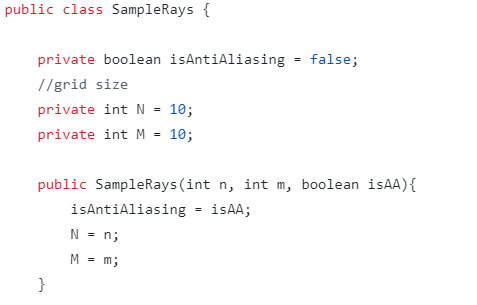 public class SampleRays {
private boolean isAntiAliasing = false;
//grid size
private int N = 10;
private int M = 10;
public SampleRays(int n, int m, boolean isAA){
isAntiAliasing = isAA;
N = n;
M = m;
}